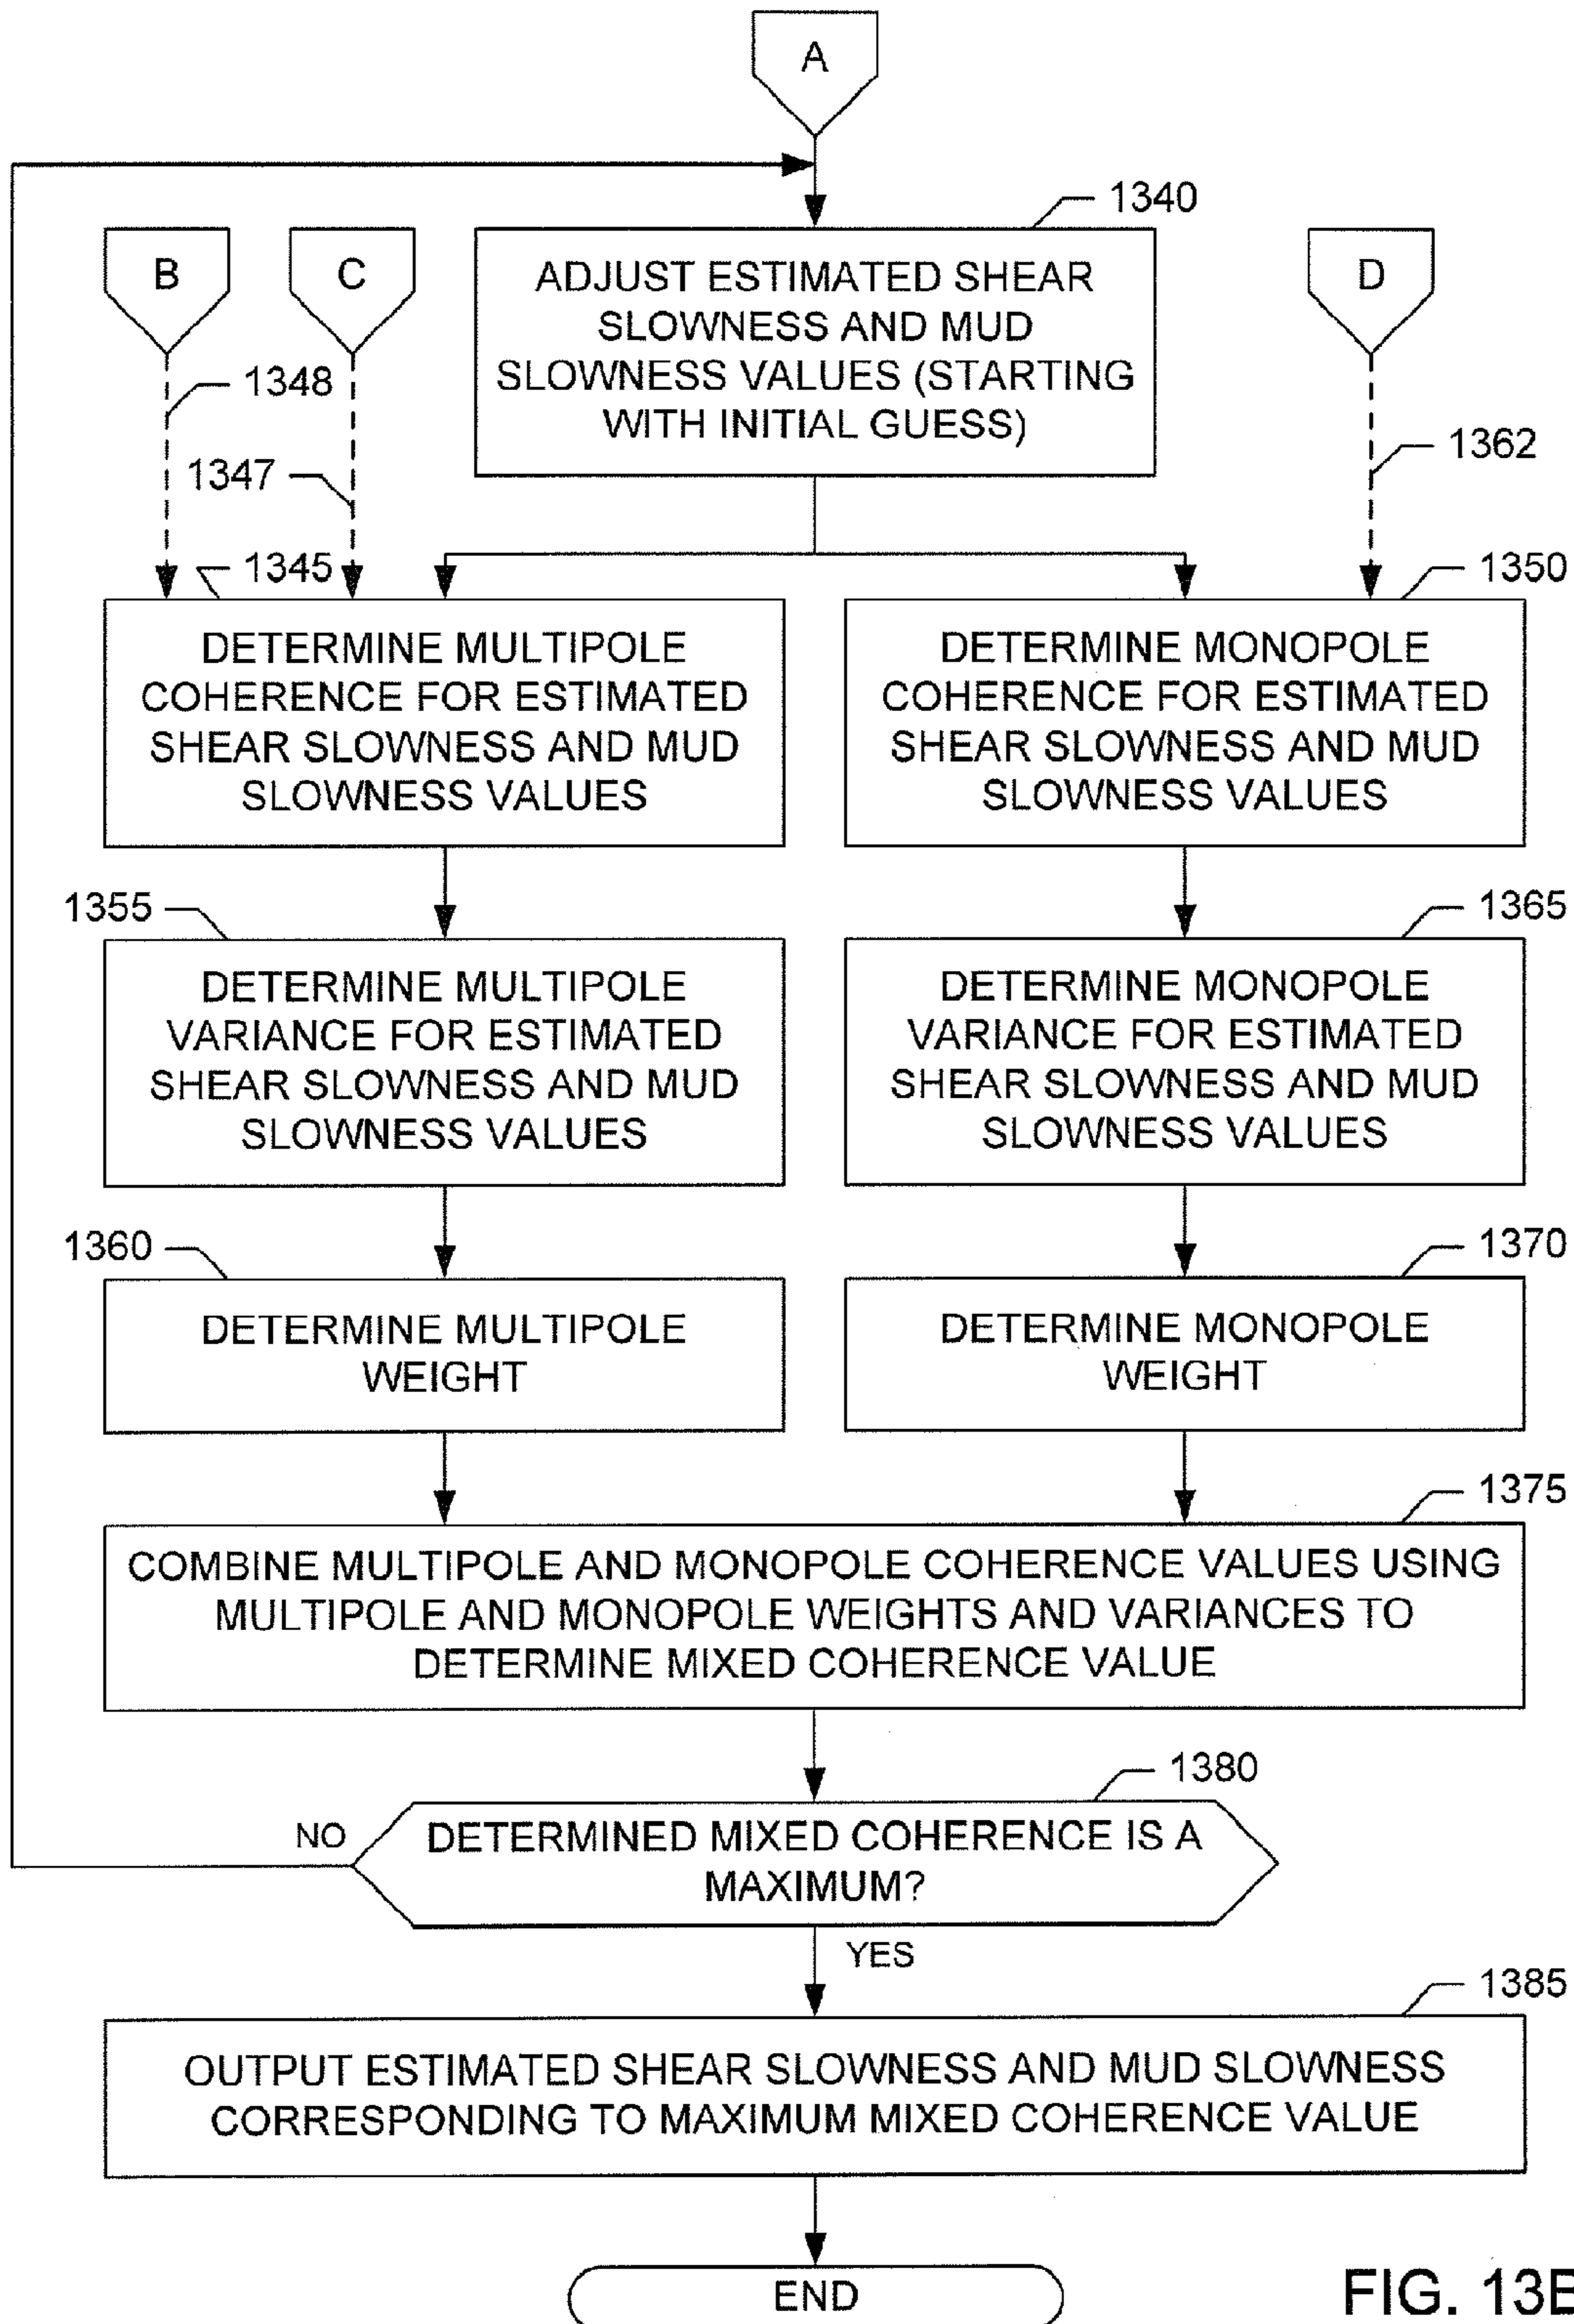 A
1340
B
C
ADJUST ESTIMATED SHEAR
SLOWNESS AND MUD
SLOWNESS VALUES (STARTING
WITH INITIAL GUESS)
D
1348
1347
1362
1345
1350
DETERMINE MULTIPOLE
COHERENCE FOR ESTIMATED
SHEAR SLOWNESS AND MUD
SLOWNESS VALUES
DETERMINE MONOPOLE
COHERENCE FOR ESTIMATED
SHEAR SLOWNESS AND MUD
SLOWNESS VALUES
1355
1365
DETERMINE MULTIPOLE
VARIANCE FOR ESTIMATED
SHEAR SLOWNESS AND MUD
SLOWNESS VALUES
DETERMINE MONOPOLE
VARIANCE FOR ESTIMATED
SHEAR SLOWNESS AND MUD
SLOWNESS VALUES
1360
1370
DETERMINE MULTIPOLE
WEIGHT
DETERMINE MONOPOLE
WEIGHT
1375
COMBINE MULTIPOLE AND MONOPOLE COHERENCE VALUES USING
MULTIPOLE AND MONOPOLE WEIGHTS AND VARIANCES TO
DETERMINE MIXED COHERENCE VALUE
1380
NO
DETERMINED MIXED COHERENCE IS A
MAXIMUM?
YES
1385
OUTPUT ESTIMATED SHEAR SLOWNESS AND MUD SLOWNESS
CORRESPONDING TO MAXIMUM MIXED COHERENCE VALUE
END
FIG. 13B